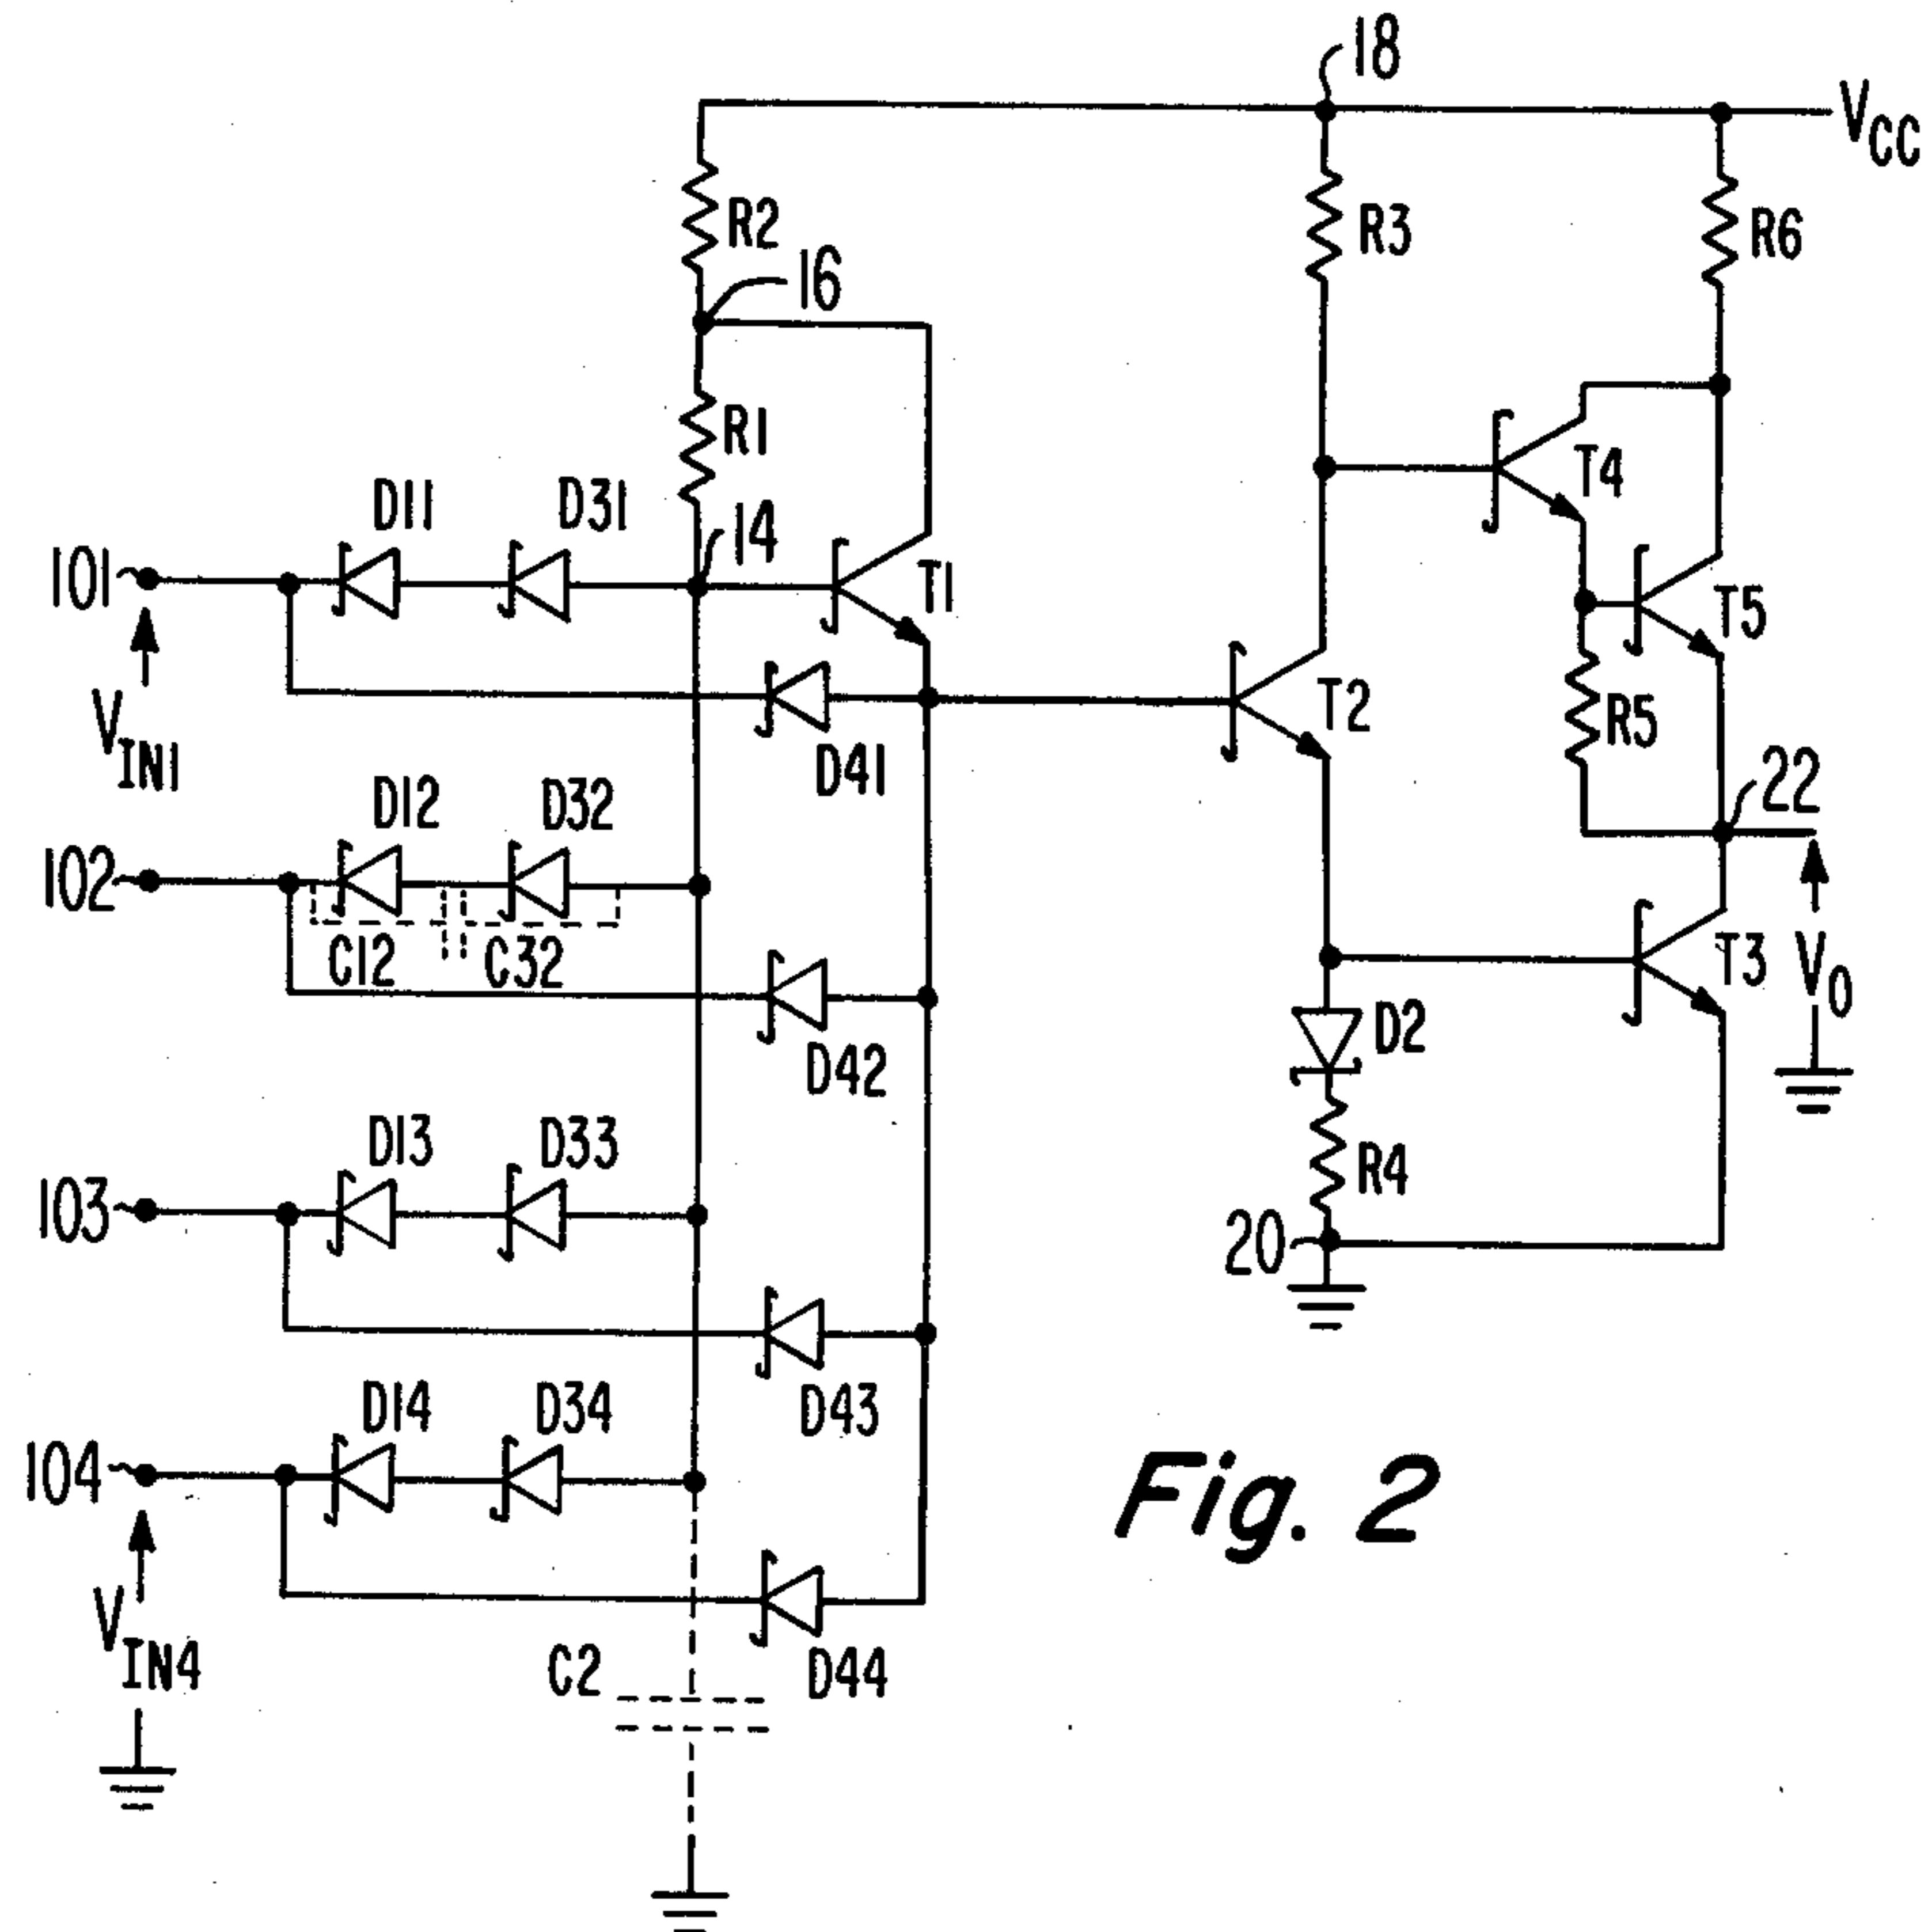 18
VCC
R2
R3
R6
16
R1
T4
D11
D31
14
101
T1
T5
VIN1
D41
T2
R5
22
D12
D32
102
C12
C32
T3
VO
D42
D2
D13
D33
R4
103
20
D43
D14
D34
104
Fig. 2
VIN4
C2
D44